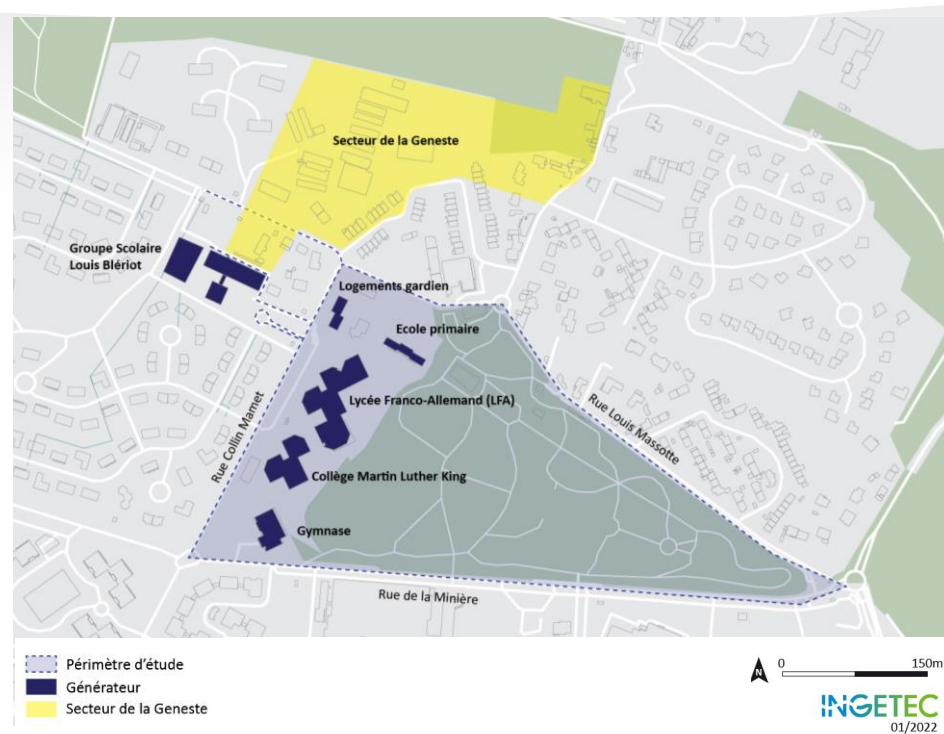 Secteur de la Geneste
Groupe Scolaire
Louis Blériot
Logements gardien
Ecole primaire
Lycée Franco-Allemand (LFA)
Rue Louis Massotte
Rue Collin Mamet
Collège Martin Luther King
Gymnase
Rue de la Minière
Périmètre d'étude
Générateur
Secteur de la Geneste
N
0 150m
INGETEC
01/2022